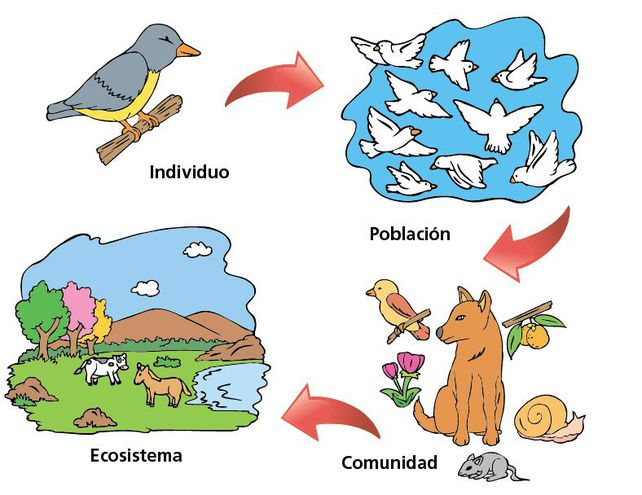 Individuo
Población
Comunidad
Ecosistema